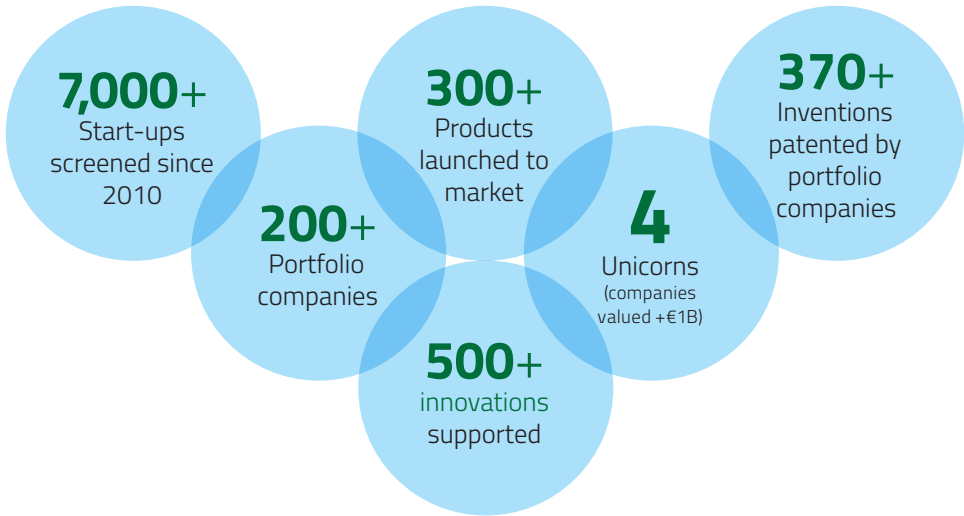 7,000+
Start-ups
screened since
2010
200+
Portfolio
companies
300+
Products
launched to
market
500+
innovations
supported
4
Unicorns
(companies
valued +€1B)
370+
Inventions
patented by
portfolio
companies